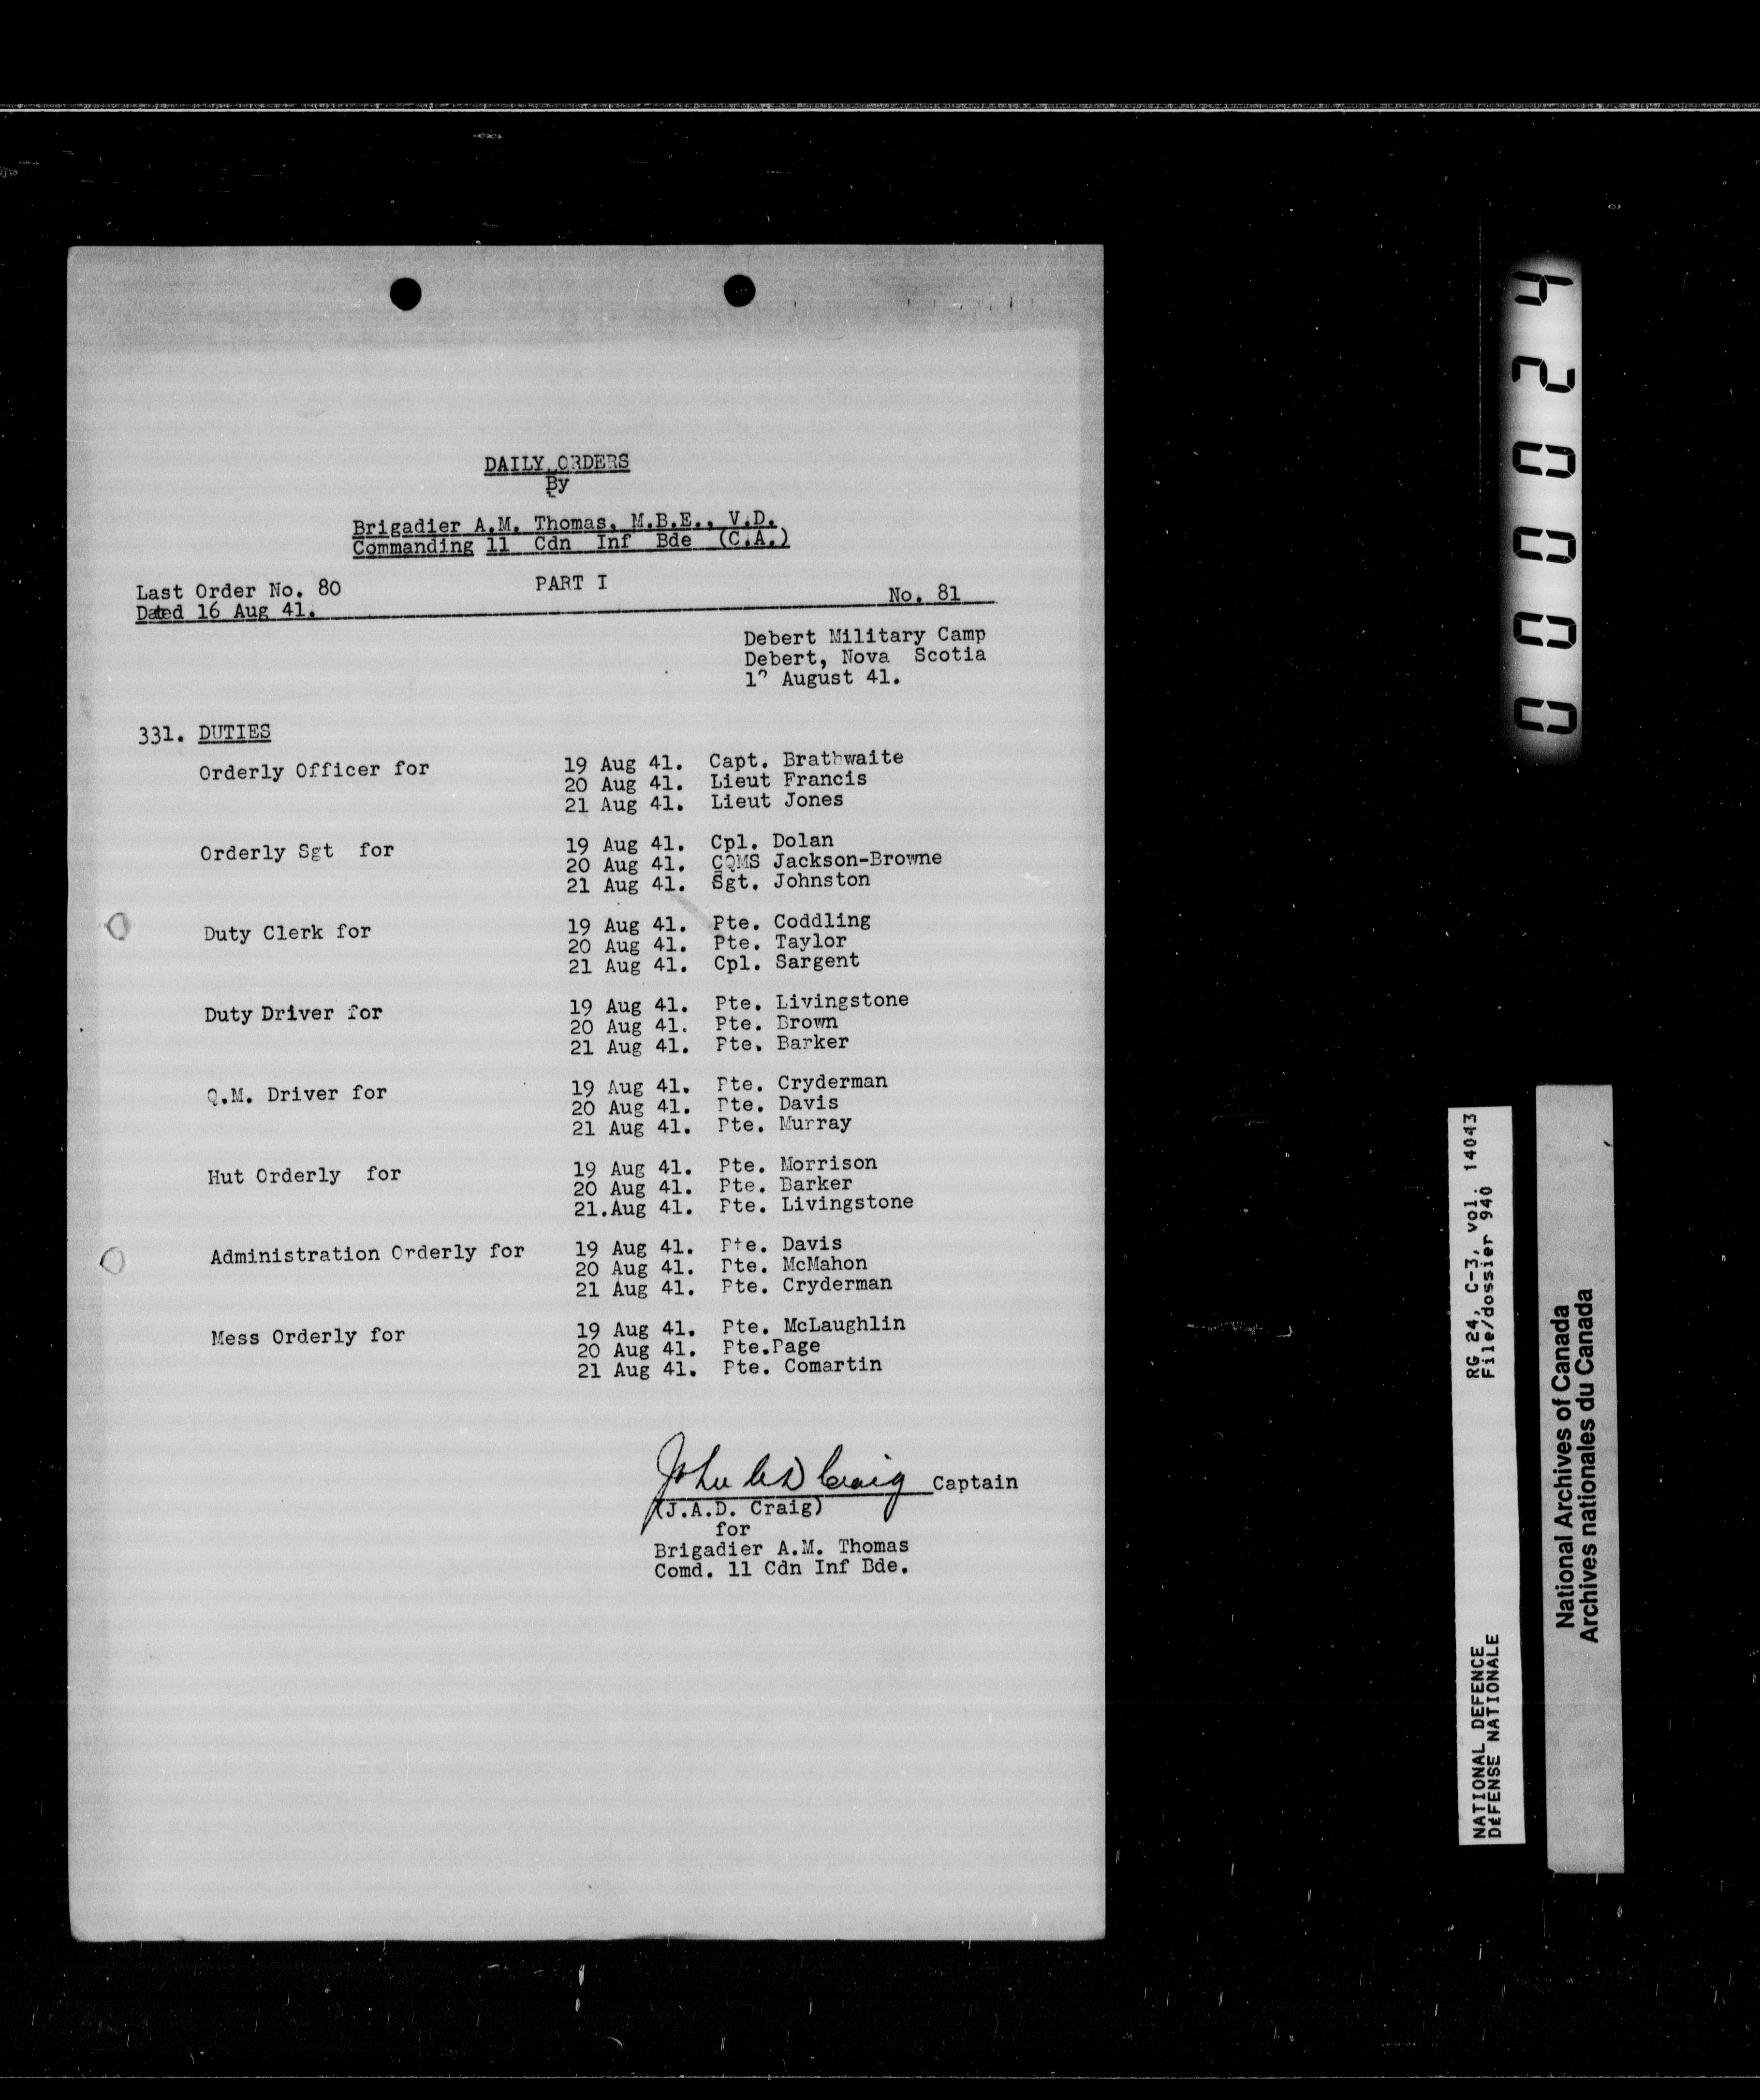 DAILY ORDERS
By
Brigadier A.M. Thomas, M.B.E., V.D.
Commanding 11 Cdn Inf Bde (C.A.)
Last Order No. 80 PART I No. 81
Dated 16 Aug 41.
Debert Military Camp
Debert, Nova Scotia
August 41.
331. DUTIES
Orderly Officer for 19 Aug 41. Capt. Brathwaite
20 Aug 41. Lieut Francis
21 Aug 41. Lieut Jones
Orderly Sgt for 19 Aug 41. Cpl. Dolan
20 Aug 41. CQMS Jackson-Browne
21 Aug 41. Sgt. Johnston
Duty Clerk for 19 Aug 41. Pte. Coddling
20 Aug 41. Pte. Taylor
21 Aug 41. Cpl. Sargent
Duty Driver for 19 Aug 41. Pte. Livingstone
20 Aug 41. Pte. Brown
21 Aug 41. Pte. Barker
Q.M. Driver for 19 Aug 41. Pte. Cryderman
20 Aug 41. Pte. Davis
21 Aug 41. Pte. Murray
Hut Orderly for 19 Aug 41. Pte. Morrison
20 Aug 41. Pte. Barker
21.Aug 41. Pte. Livingstone
Administration Orderly for 19 Aug 41. Pte. Davis
20 Aug 41. Pte. McMahon
21 Aug 41. Pte. Cryderman
Mess Orderly for 19 Aug 41. Pte. McLaughlin
20 Aug 41. Pte.Page
21 Aug 41. Pte. Comartin
John A D Craig Captain
(J.A.D. Craig)
for
Brigadier A.M. Thomas
Comd. 11 Cdn Inf Bde.
000024
NATIONAL DEFENCE RG 24, C-3, vol. 14043
DÉFENSE NATIONALE File/dossier 940
National Archives of Canada
Archives nationales du Canada